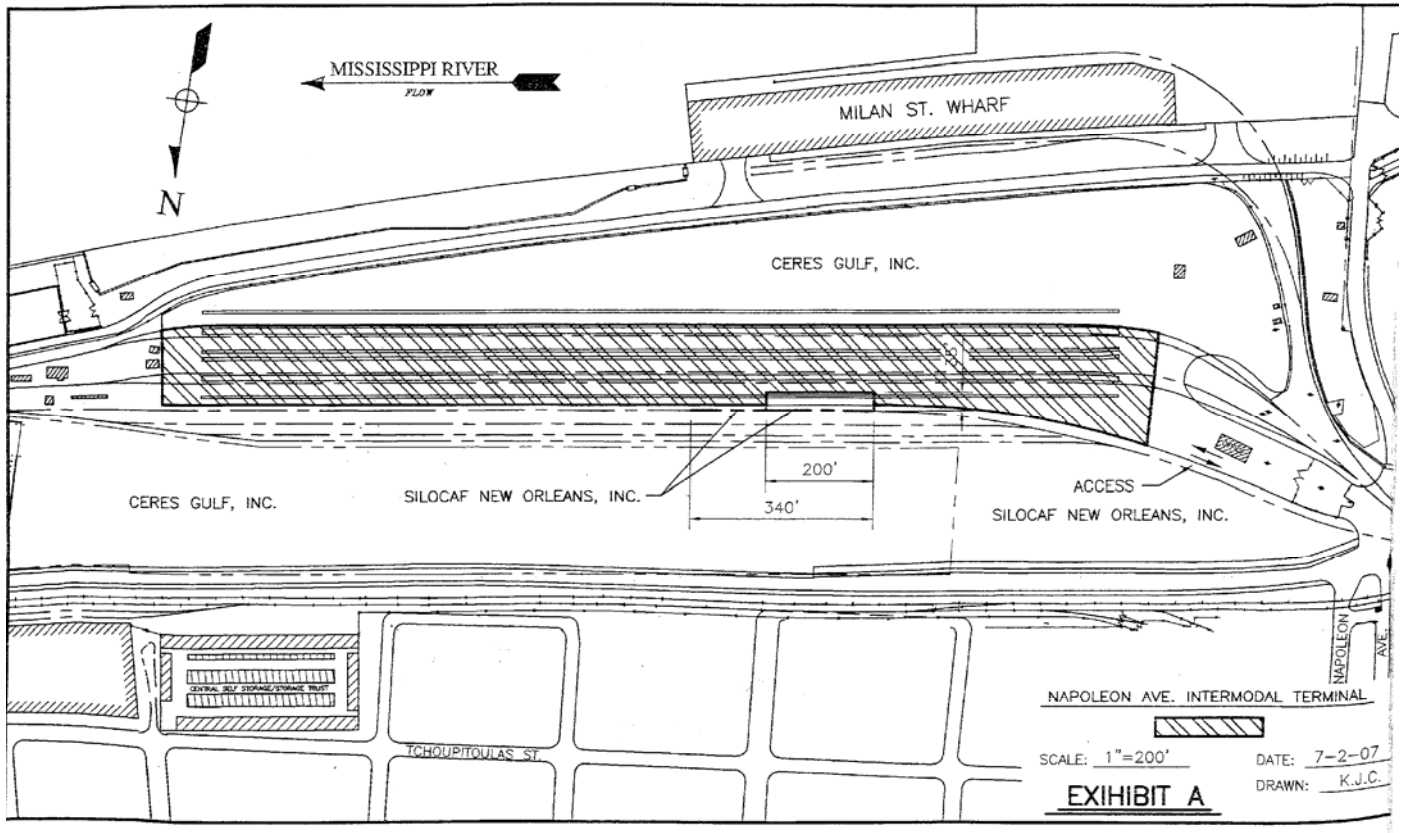 MISSISSIPPI RIVER
FLOW
N
MILAN ST. WHARF
CERES GULF, INC.
CERES GULF, INC.
SILOCAF NEW ORLEANS, INC.
200'
340'
ACCESS
SILOCAF NEW ORLEANS, INC.
CENTRAL SELF STORAGE/STORAGE TRUST
TCHOUPITOULAS ST.
NAPOLEON
AVE.
NAPOLEON AVE. INTERMODAL TERMINAL
SCALE: 1"=200'
DATE: 7-2-07
DRAWN: K.J.C.
EXIHIBIT A